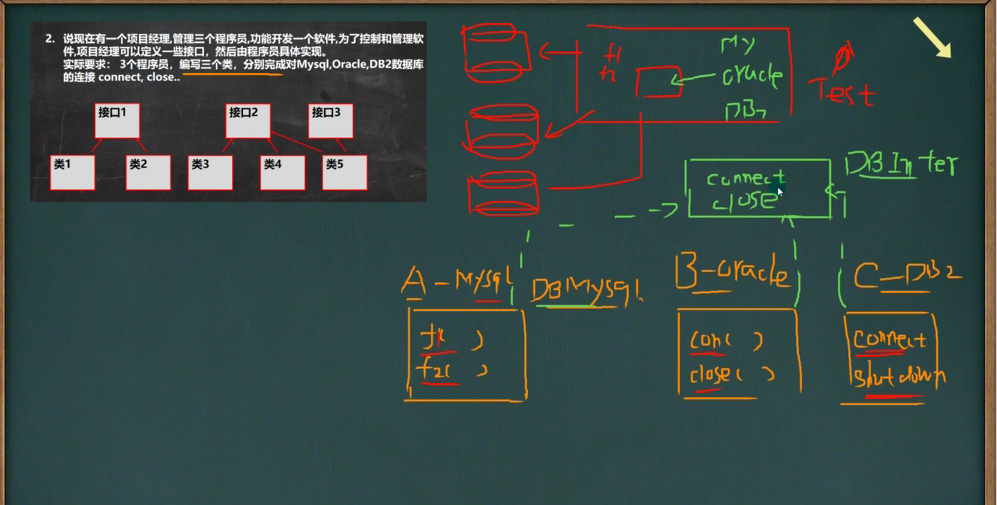 2. 说现在有一个项目经理,管理三个程序员,功能开发一个软件,为了控制和管理软
件,项目经理可以定义一些接口，然后由程序员具体实现。
实际要求： 3个程序员，编写三个类，分别完成对Mysql,Oracle,DB2数据库
的连接 connect, close..
接口1 接口2 接口3
类1 类2 类3 类4 类5
f1
f2
My
oracle
DB2
Test
DBInter
connect
close
A-Mysql
DBMysql
B-oracle
C-DB2
f1( )
f2( )
con( )
close( )
connect
shutdown